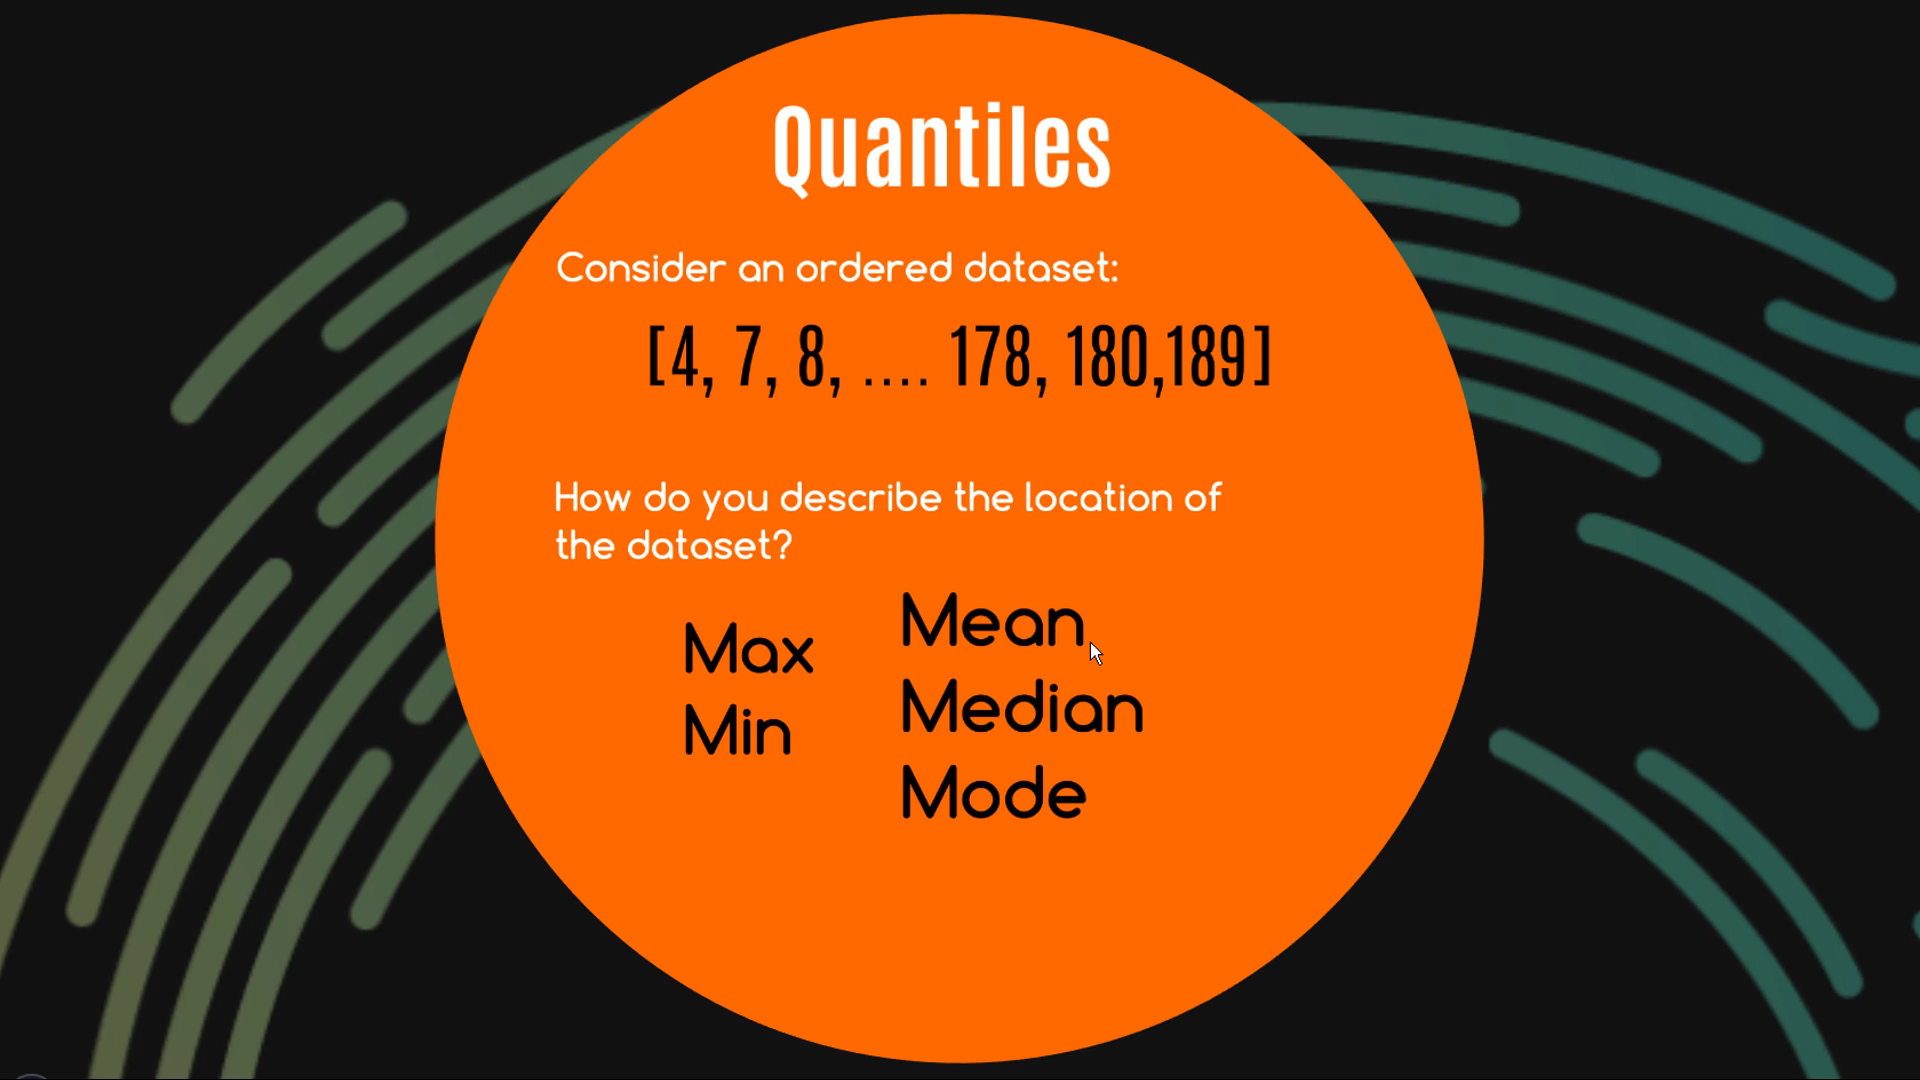 Quantiles
Consider an ordered dataset:
[4, 7, 8, .... 178, 180,189]
How do you describe the location of
the dataset?
Max
Min
Mean
Median
Mode